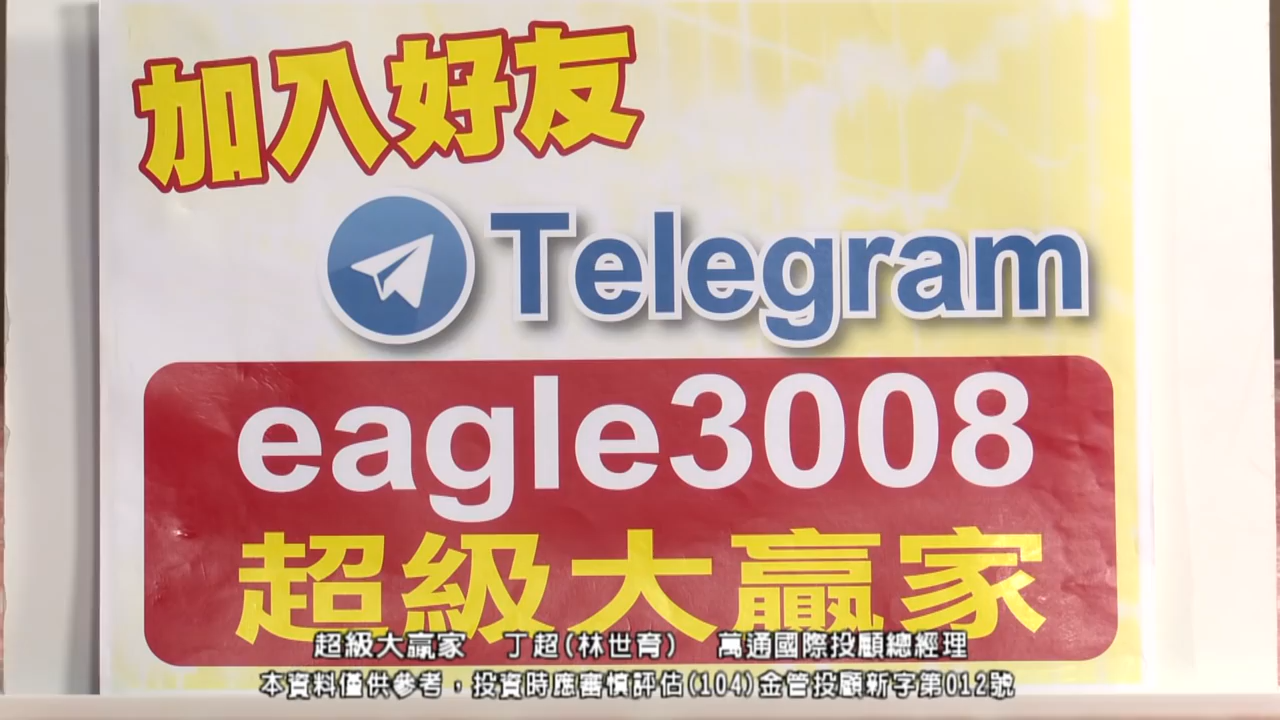 加入好友
Telegram
eagle3008
超級大贏家
超級大贏家 丁超(林世育) 萬通國際投顧總經理
本資料僅供參考，投資時應審慎評估(104)金管投顧新字第012號